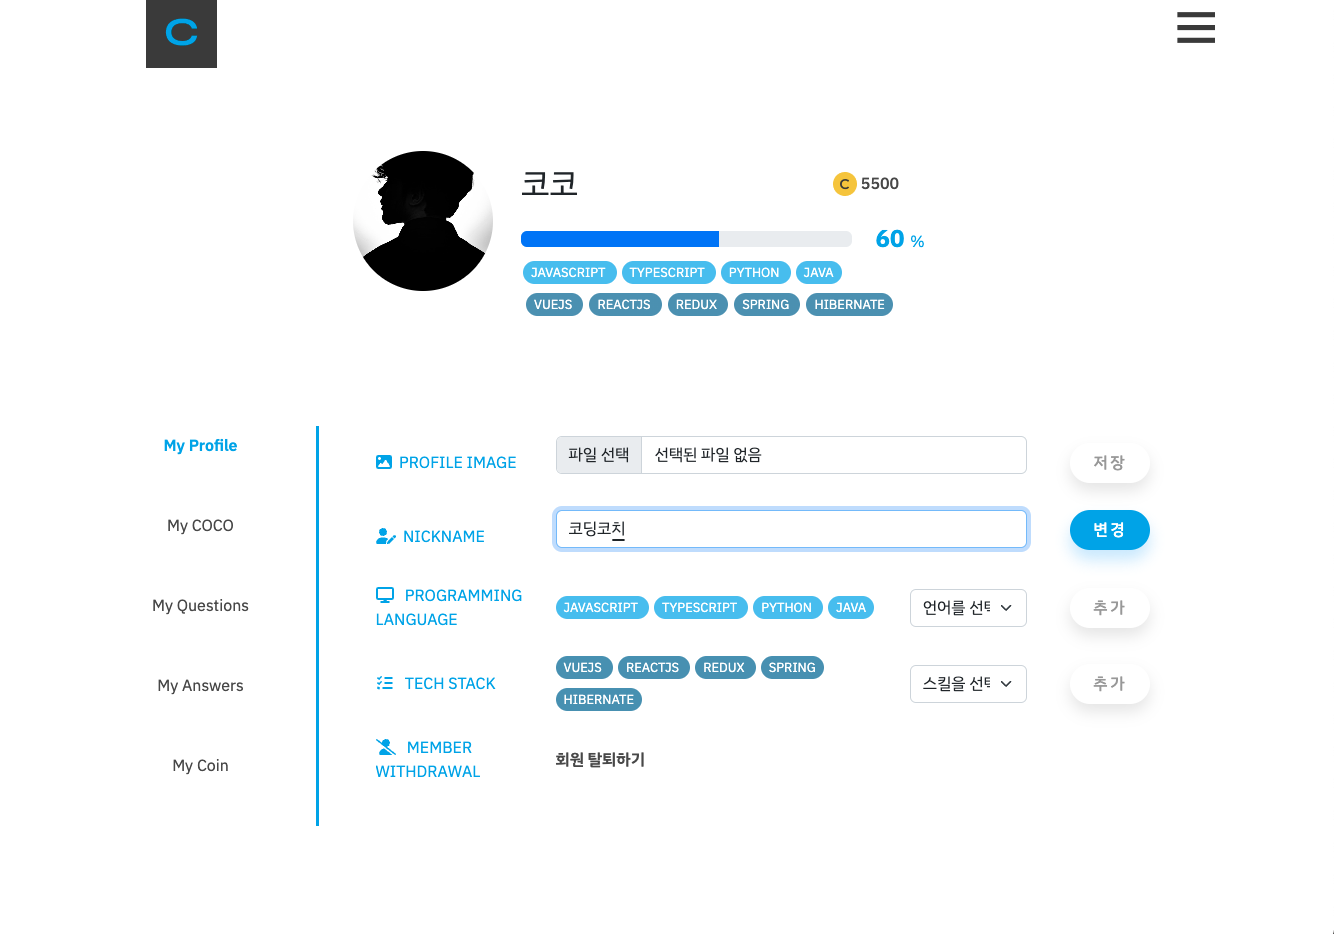 C
코코
C 5500
60 %
JAVASCRIPT TYPESCRIPT PYTHON JAVA
VUEJS REACTJS REDUX SPRING HIBERNATE
My Profile
My COCO
My Questions
My Answers
My Coin
PROFILE IMAGE
파일 선택 선택된 파일 없음
저장
NICKNAME
코딩코치
변경
PROGRAMMING
LANGUAGE
JAVASCRIPT TYPESCRIPT PYTHON JAVA
언어를 선택
추가
TECH STACK
VUEJS REACTJS REDUX SPRING
HIBERNATE
스킬을 선택
추가
MEMBER
WITHDRAWAL
회원 탈퇴하기